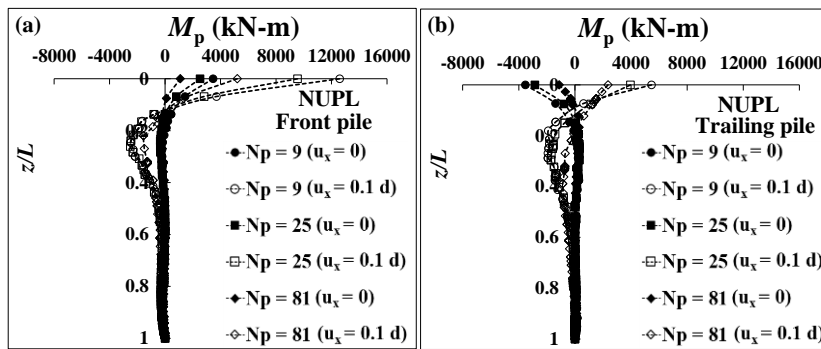 (a)
Mp (kN-m)
-8000 -4000 0 4000 8000 12000 16000
0
0.4
0.6
0.8
1
z/L
NUPL
Front pile
Np = 9 (ux = 0)
Np = 9 (ux = 0.1 d)
Np = 25 (ux = 0)
Np = 25 (ux = 0.1 d)
Np = 81 (ux = 0)
Np = 81 (ux = 0.1 d)
(b)
Mp (kN-m)
-8000 -4000 0 4000 8000 12000 16000
0
0.6
0.8
1
z/L
NUPL
Trailing pile
Np = 9 (ux = 0)
Np = 9 (ux = 0.1 d)
Np = 25 (ux = 0)
Np = 25 (ux = 0.1 d)
Np = 81 (ux = 0)
Np = 81 (ux = 0.1 d)